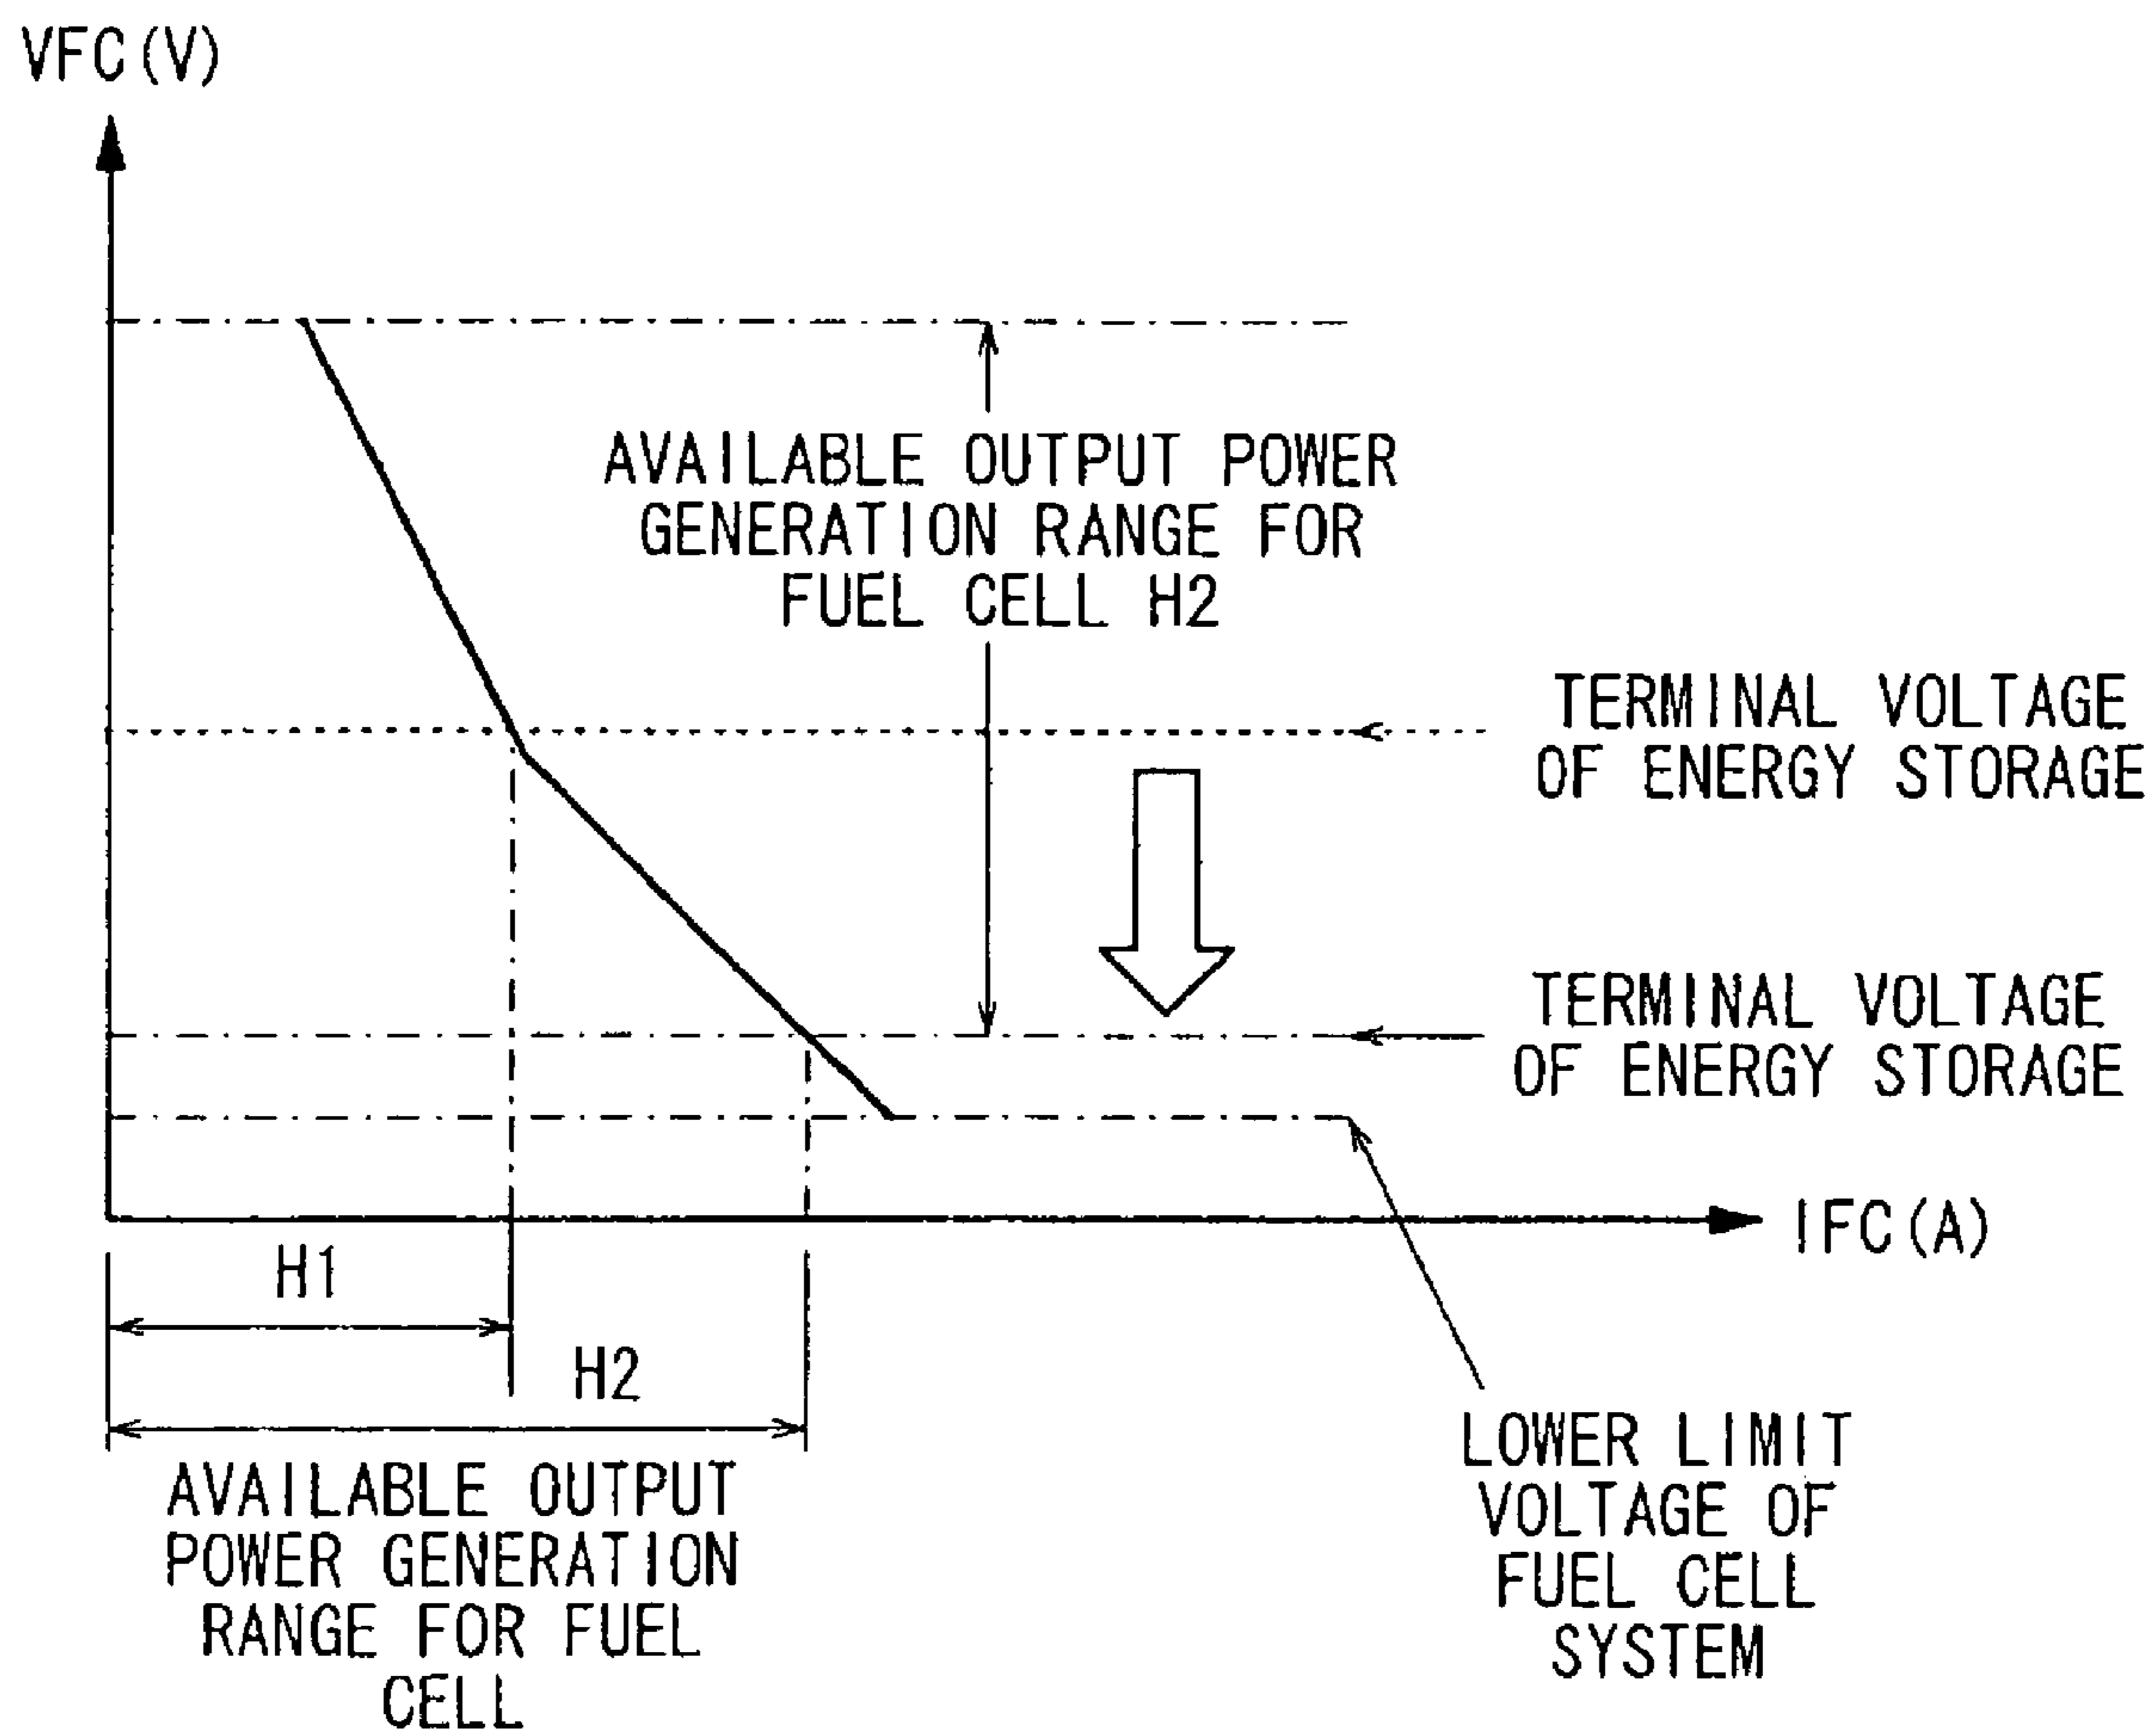 VFC(V)
AVAILABLE OUTPUT POWER
GENERATION RANGE FOR
FUEL CELL H2
TERMINAL VOLTAGE
OF ENERGY STORAGE
TERMINAL VOLTAGE
OF ENERGY STORAGE
IFC(A)
H1
H2
AVAILABLE OUTPUT
POWER GENERATION
RANGE FOR FUEL
CELL
LOWER LIMIT
VOLTAGE OF
FUEL CELL
SYSTEM